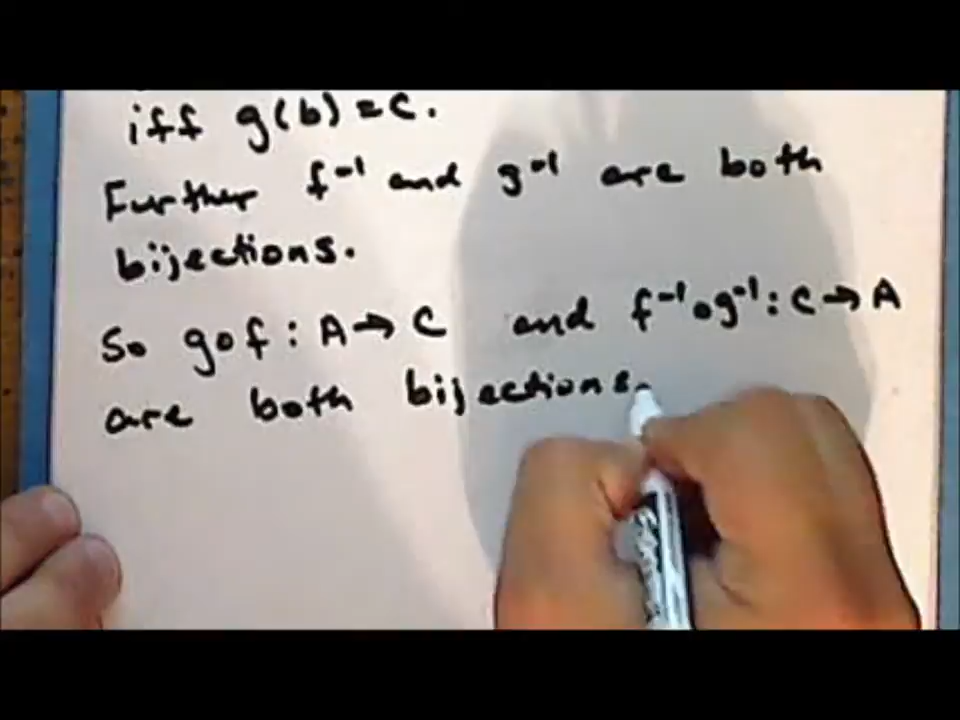 iff g(b)=c.
Further f⁻¹ and g⁻¹ are both
bijections.
So g∘f : A→C and f⁻¹∘g⁻¹ : C→A
are both bijections.